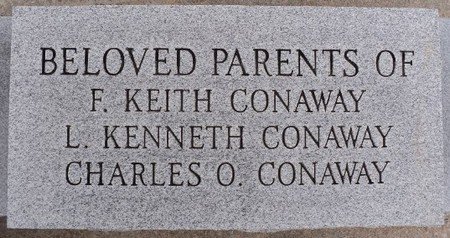 BELOVED PARENTS OF
F. KEITH CONAWAY
L. KENNETH CONAWAY
CHARLES O. CONAWAY